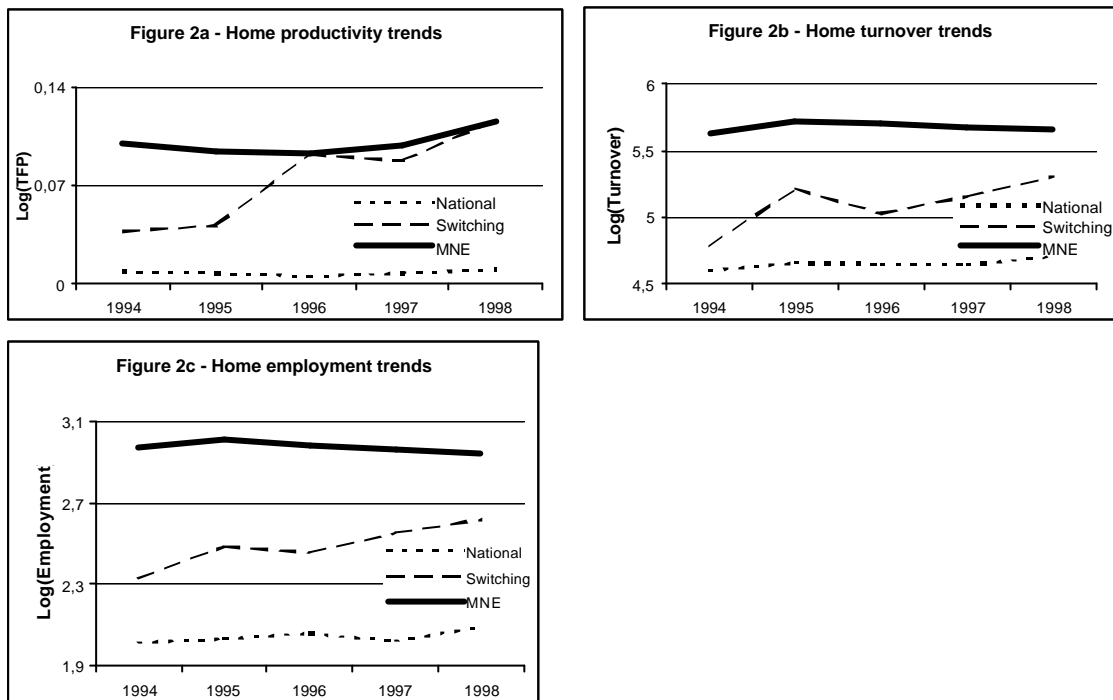 Figure 2a - Home productivity trends
0,14
0,07
0
Log(TFP)
National
Switching
MNE
1994 1995 1996 1997 1998
Figure 2b - Home turnover trends
6
5,5
5
4,5
Log(Turnover)
National
Switching
MNE
1994 1995 1996 1997 1998
Figure 2c - Home employment trends
3,1
2,7
2,3
1,9
Log(Employment
National
Switching
MNE
1994 1995 1996 1997 1998